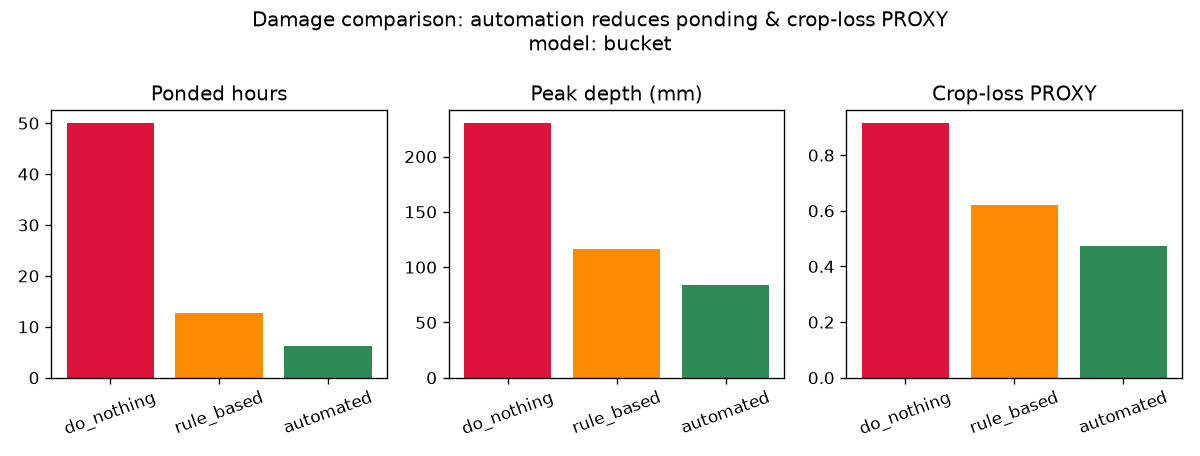 Damage comparison: automation reduces ponding & crop-loss PROXY
model: bucket
Ponded hours
50
40
30
20
10
0
do_nothing
rule_based
automated
Peak depth (mm)
200
150
100
50
0
do_nothing
rule_based
automated
Crop-loss PROXY
0.8
0.6
0.4
0.2
0.0
do_nothing
rule_based
automated